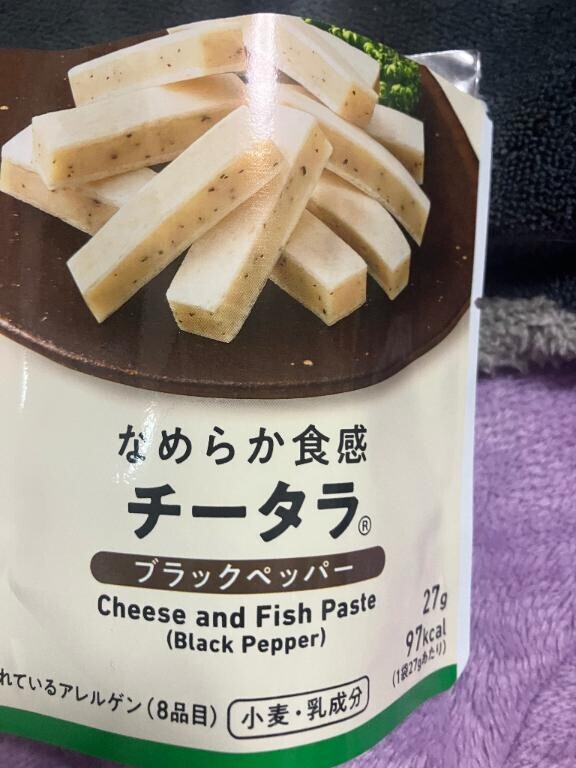 なめらか食感
チータラ®
ブラックペッパー
Cheese and Fish Paste
(Black Pepper)
27g
97kcal
(1袋27gあたり)
れているアレルゲン(8品目) 小麦・乳成分